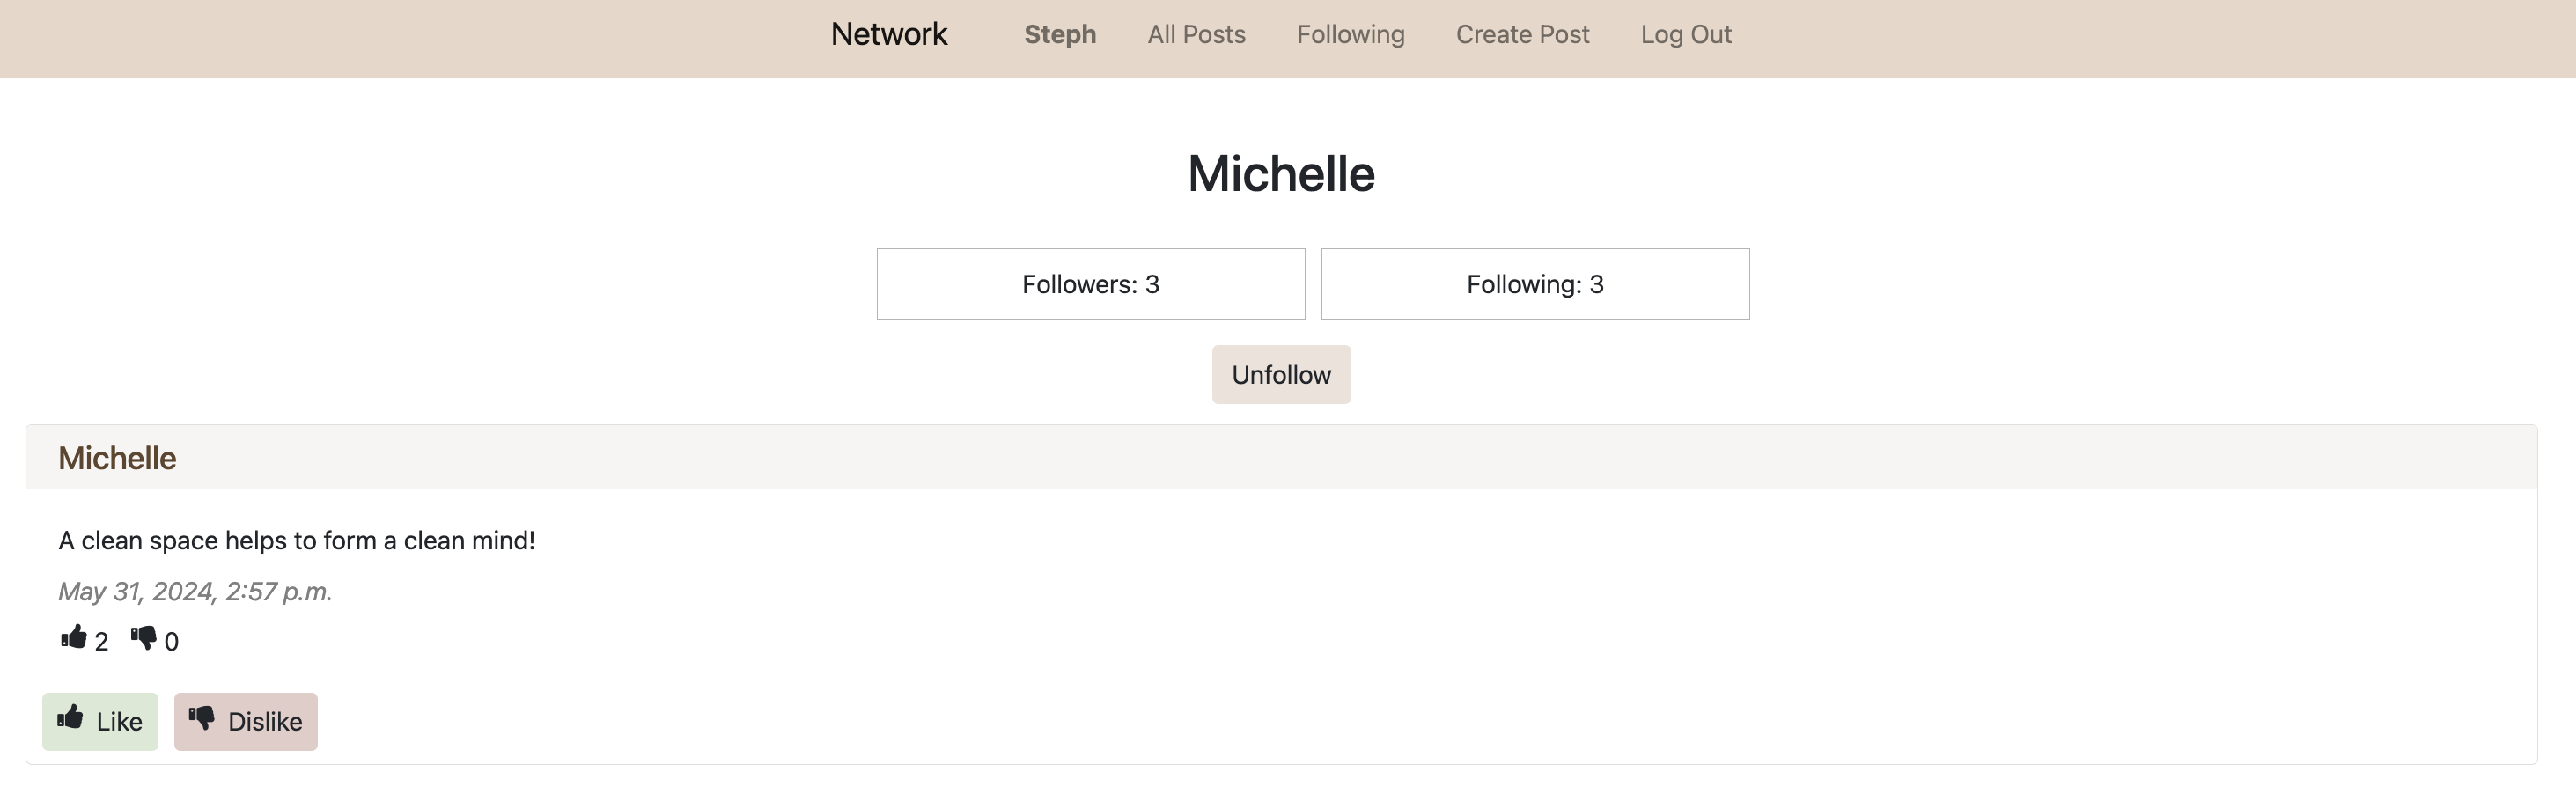 Network Steph All Posts Following Create Post Log Out
Michelle
Followers: 3 Following: 3
Unfollow
Michelle
A clean space helps to form a clean mind!
May 31, 2024, 2:57 p.m.
2 0
Like Dislike